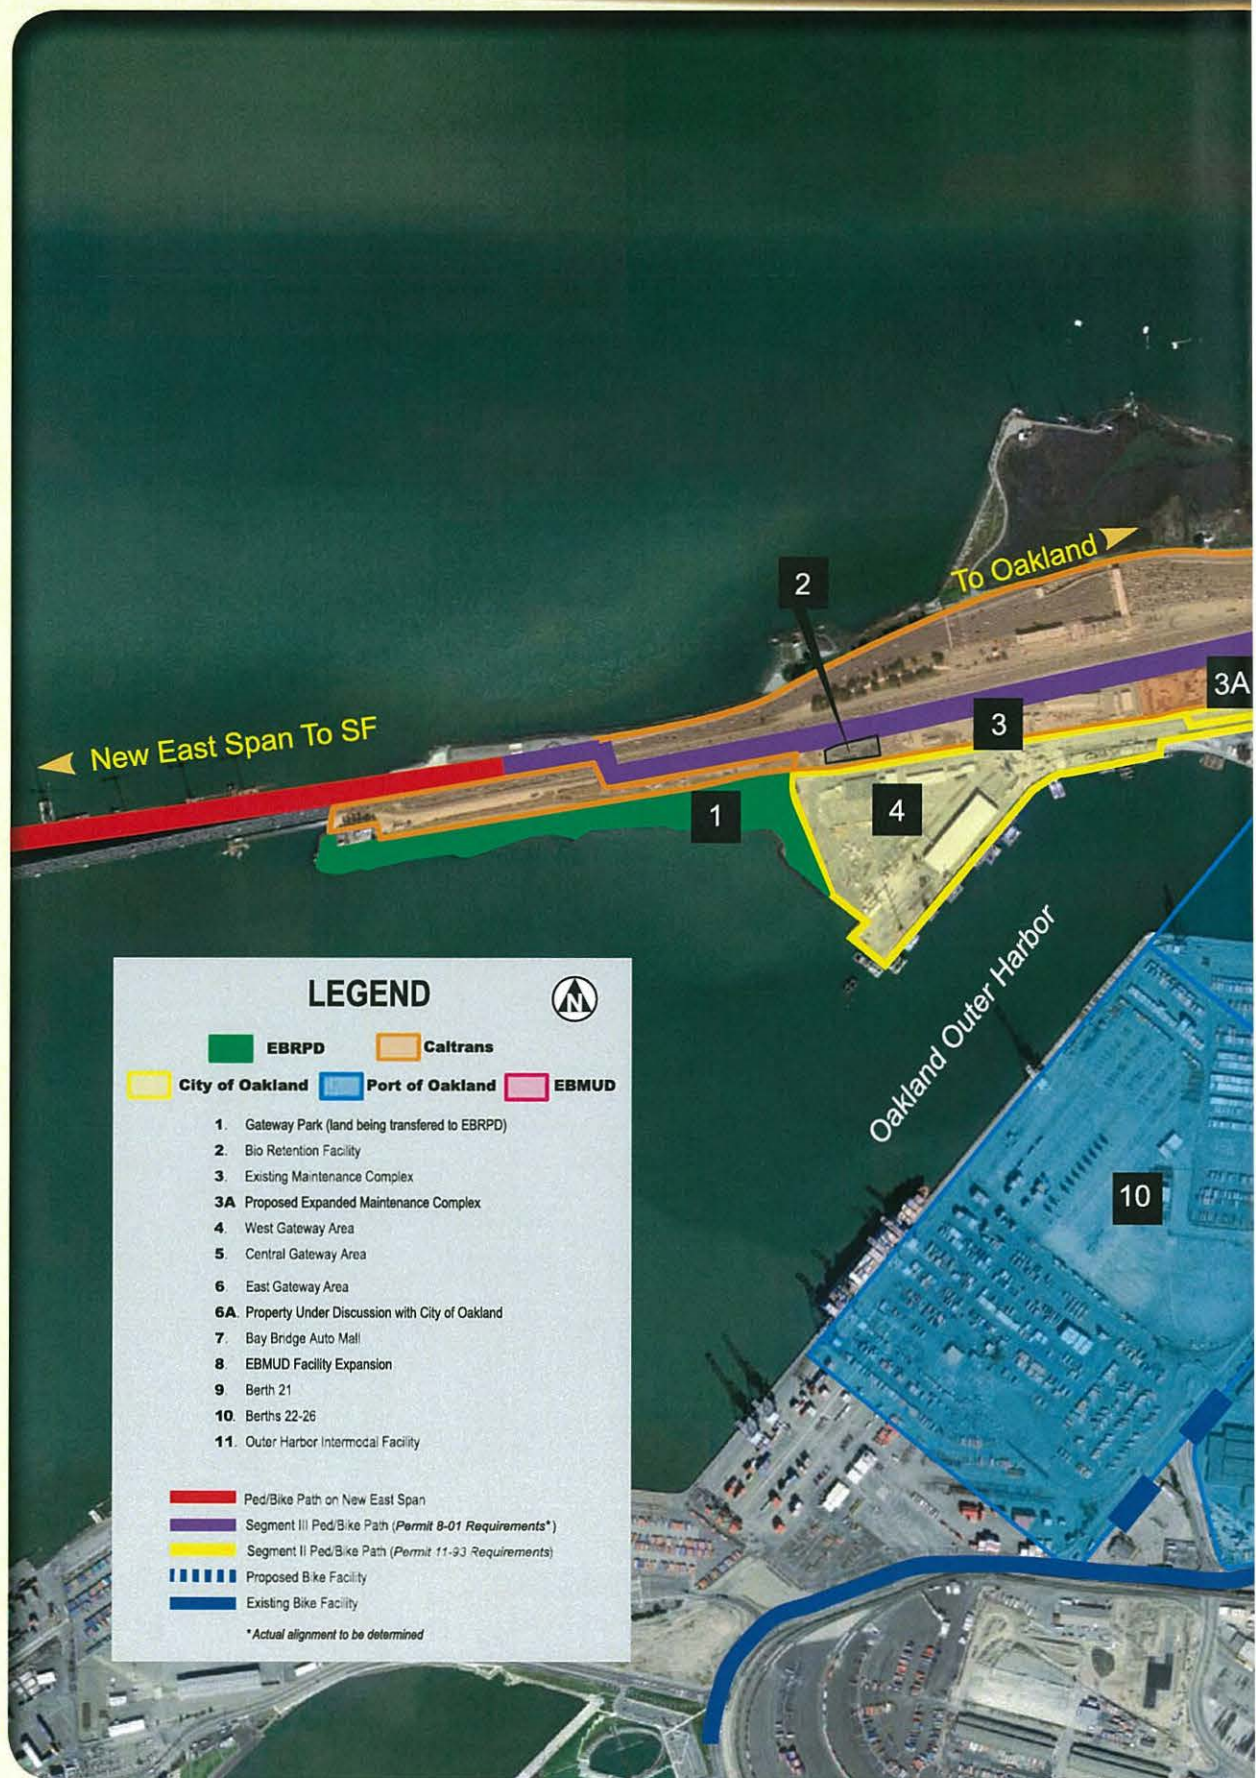 2
To Oakland
3A
3
New East Span To SF
1
4
Oakland Outer Harbor
10
LEGEND
N
EBRPD Caltrans
City of Oakland Port of Oakland EBMUD
1. Gateway Park (land being transfered to EBRPD)
2. Bio Retention Facility
3. Existing Maintenance Complex
3A Proposed Expanded Maintenance Complex
4. West Gateway Area
5. Central Gateway Area
6. East Gateway Area
6A. Property Under Discussion with City of Oakland
7. Bay Bridge Auto Mall
8. EBMUD Facility Expansion
9. Berth 21
10. Berths 22-26
11. Outer Harbor Intermodal Facility
Ped/Bike Path on New East Span
Segment III Ped/Bike Path (Permit 8-01 Requirements*)
Segment II Ped/Bike Path (Permit 11-93 Requirements)
Proposed Bike Facility
Existing Bike Facility
*Actual alignment to be determined